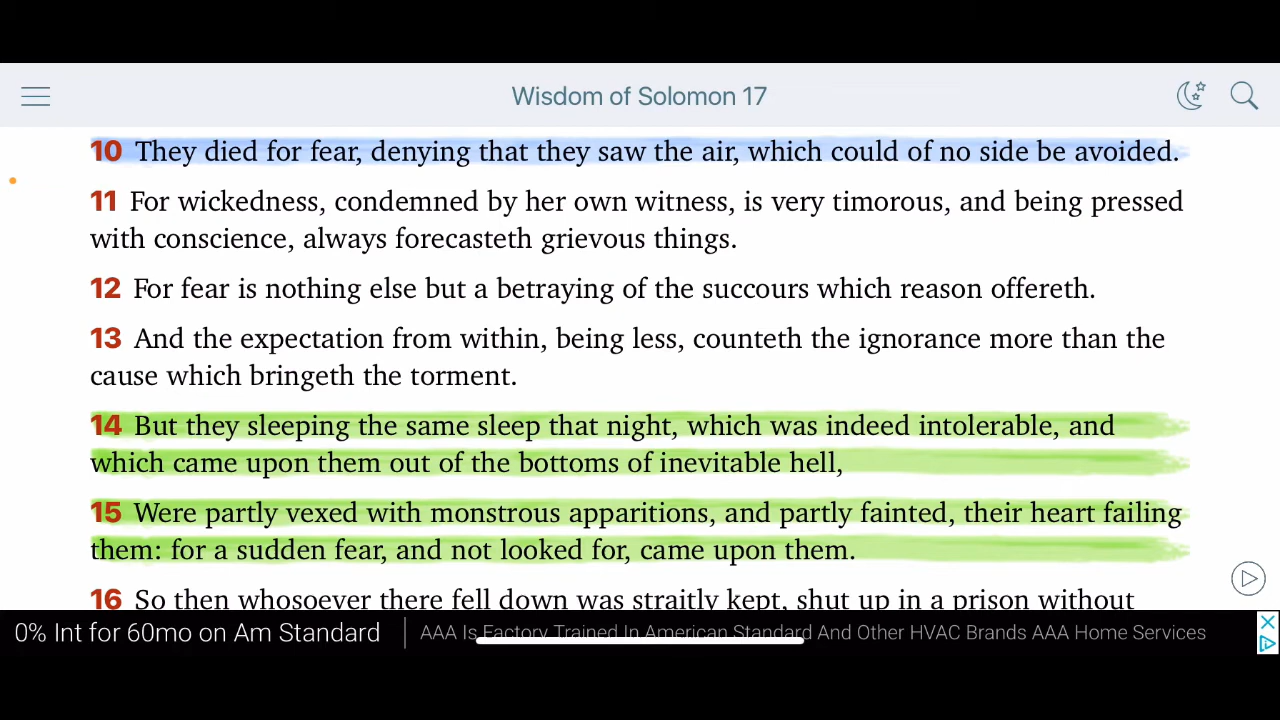 Wisdom of Solomon 17
10 They died for fear, denying that they saw the air, which could of no side be avoided.
11 For wickedness, condemned by her own witness, is very timorous, and being pressed
with conscience, always forecasteth grievous things.
12 For fear is nothing else but a betraying of the succours which reason offereth.
13 And the expectation from within, being less, counteth the ignorance more than the
cause which bringeth the torment.
14 But they sleeping the same sleep that night, which was indeed intolerable, and
which came upon them out of the bottoms of inevitable hell,
15 Were partly vexed with monstrous apparitions, and partly fainted, their heart failing
them: for a sudden fear, and not looked for, came upon them.
16 So then whosoever there fell down was straitly kept, shut up in a prison without
0% Int for 60mo on Am Standard
AAA Is Factory Trained In American Standard And Other HVAC Brands AAA Home Services